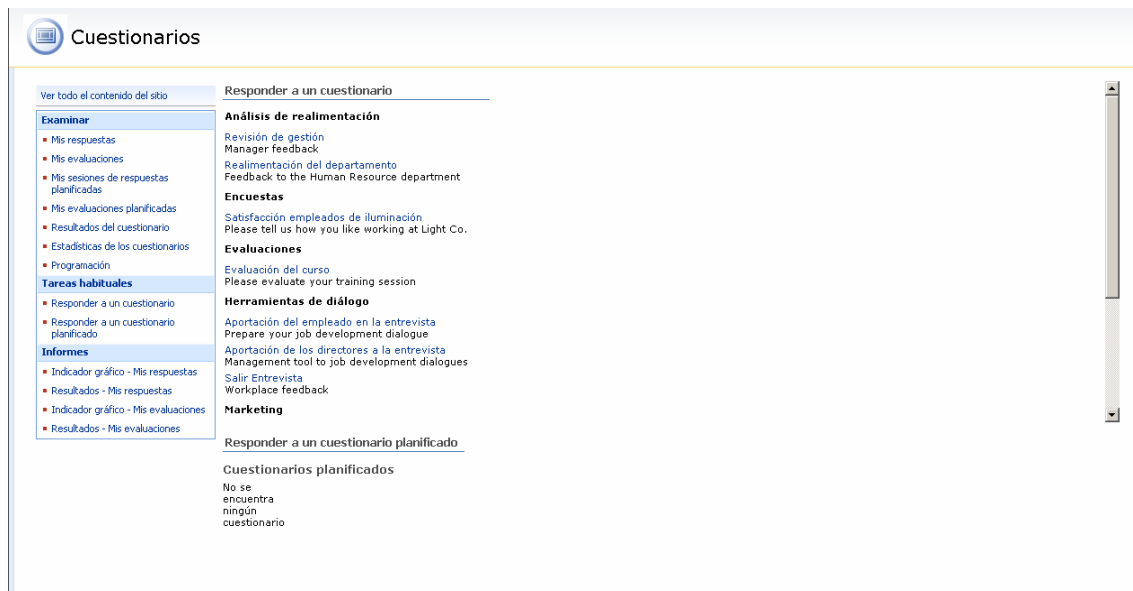 Cuestionarios
Ver todo el contenido del sitio
Examinar
Mis respuestas
Mis evaluaciones
Mis sesiones de respuestas
planificadas
Mis evaluaciones planificadas
Resultados del cuestionario
Estadísticas de los cuestionarios
Programación
Tareas habituales
Responder a un cuestionario
Responder a un cuestionario
planificado
Informes
Indicador gráfico - Mis respuestas
Resultados - Mis respuestas
Indicador gráfico - Mis evaluaciones
Resultados - Mis evaluaciones
Responder a un cuestionario
Análisis de realimentación
Revisión de gestión
Manager feedback
Realimentación del departamento
Feedback to the Human Resource department
Encuestas
Satisfacción empleados de iluminación
Please tell us how you like working at Light Co.
Evaluaciones
Evaluación del curso
Please evaluate your training session
Herramientas de diálogo
Aportación del empleado en la entrevista
Prepare your job development dialogue
Aportación de los directores a la entrevista
Management tool to job development dialogues
Salir Entrevista
Workplace feedback
Marketing
Responder a un cuestionario planificado
Cuestionarios planificados
No se
encuentra
ningún
cuestionario